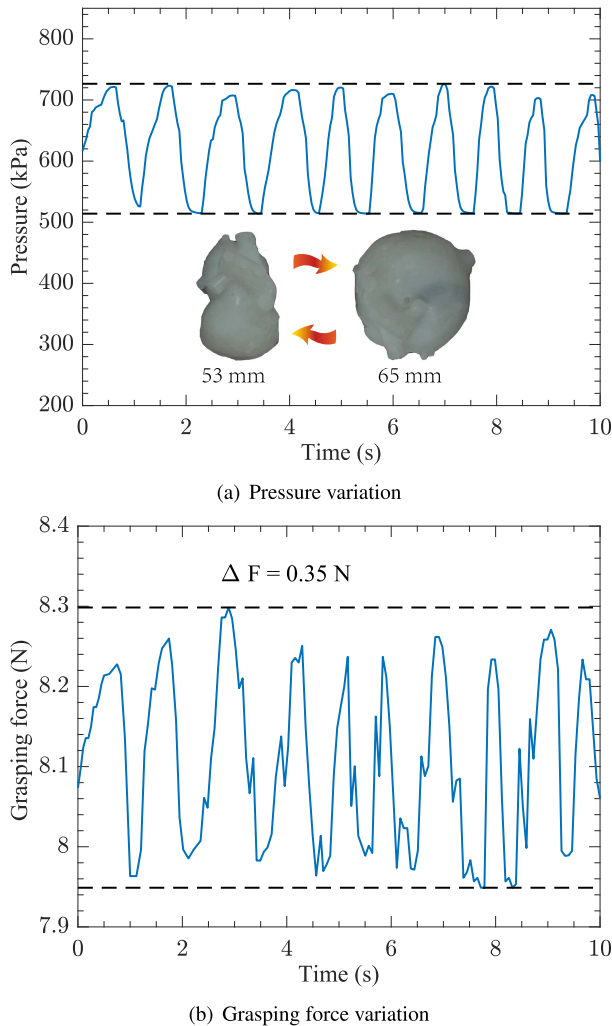 800
700
600
500
400
300
200
Pressure (kPa)
53 mm
65 mm
0
2
4
6
8
10
Time (s)
(a) Pressure variation
8.4
8.3
8.2
8.1
8
7.9
Grasping force (N)
Δ F = 0.35 N
0
2
4
6
8
10
Time (s)
(b) Grasping force variation